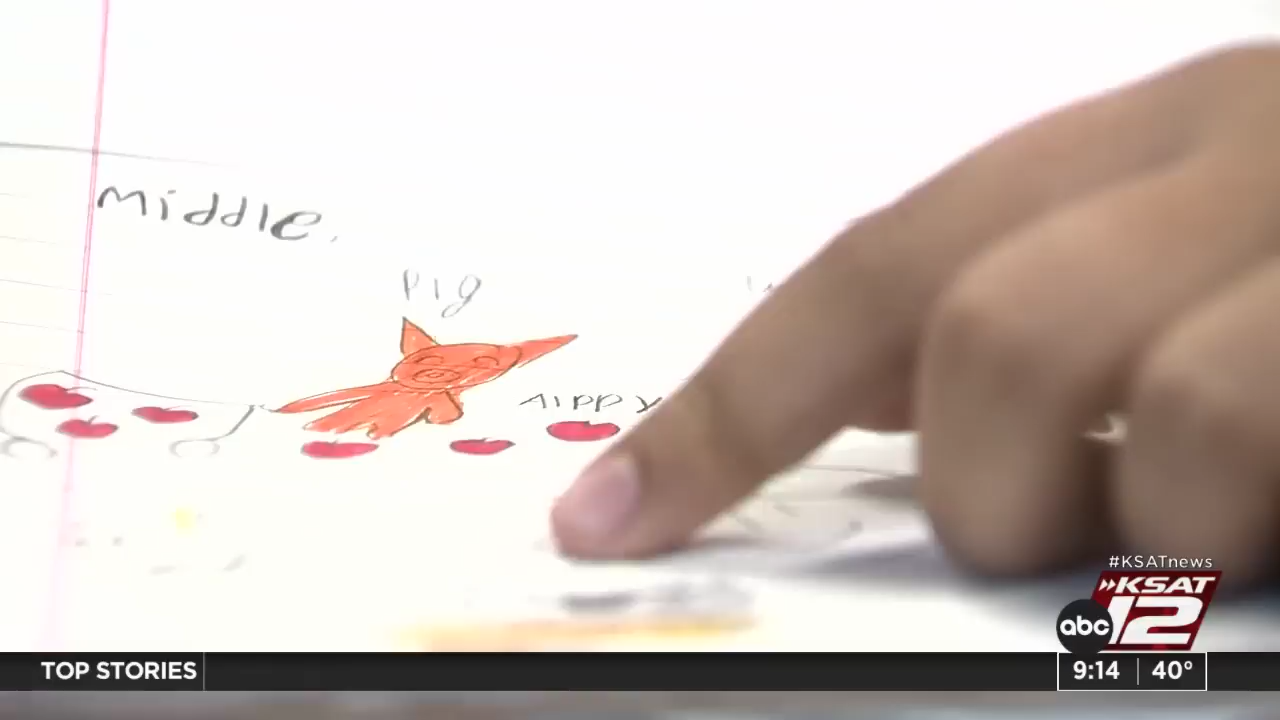 Middle.
Pig
AIPPY
#KSATnews
KSAT
abc 12
TOP STORIES
9:14 40°